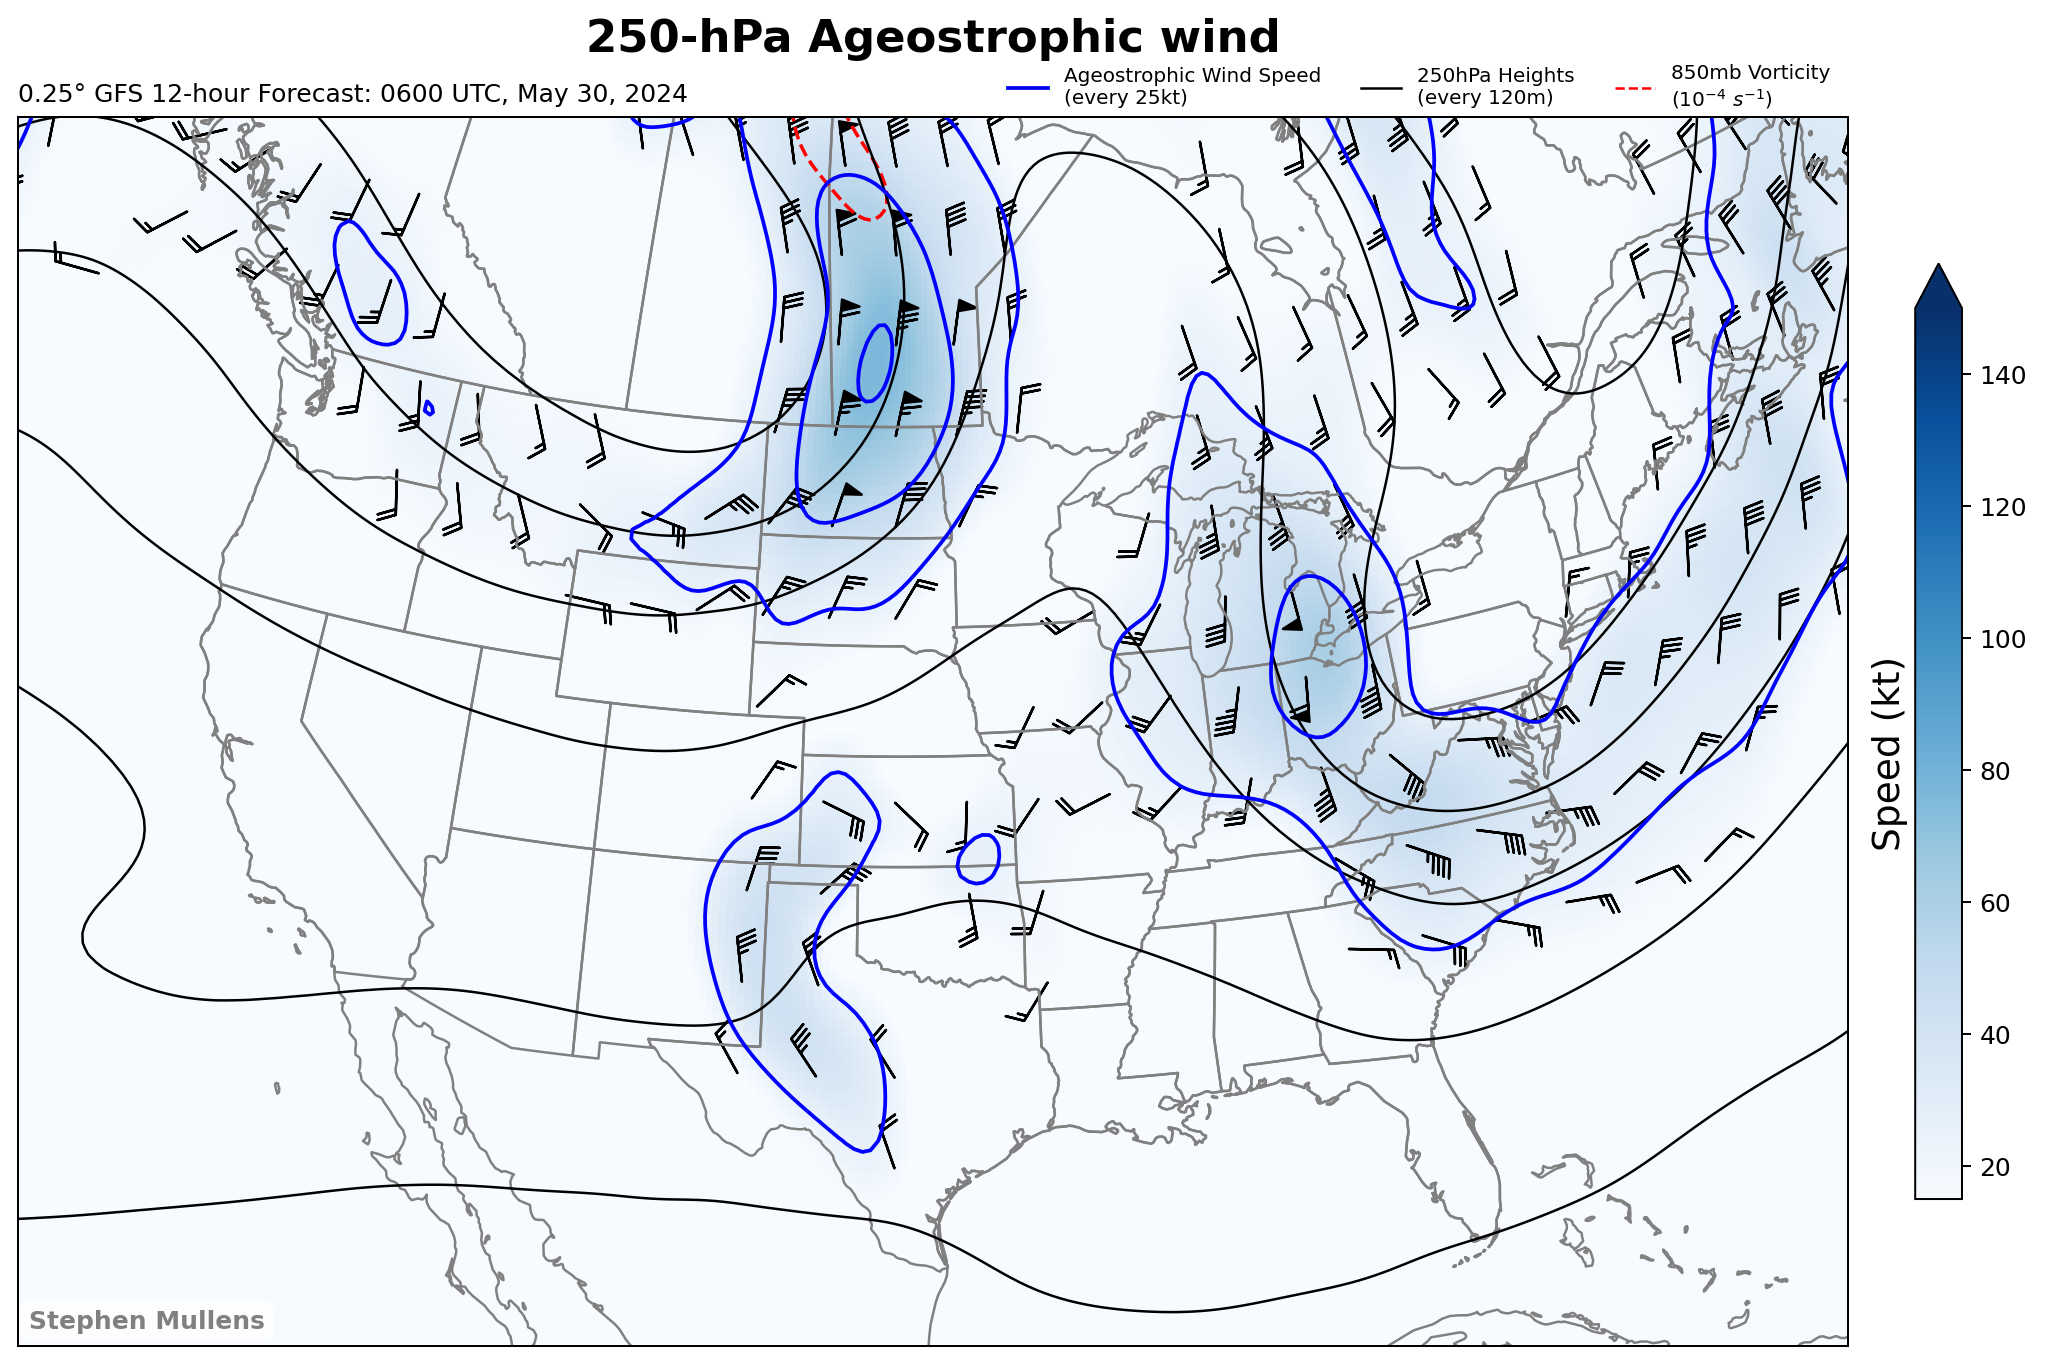 250-hPa Ageostrophic wind
0.25° GFS 12-hour Forecast: 0600 UTC, May 30, 2024
Ageostrophic Wind Speed
(every 25kt)
250hPa Heights
(every 120m)
850mb Vorticity
(10⁻⁴ s⁻¹)
140
120
100
80
60
40
20
Speed (kt)
Stephen Mullens